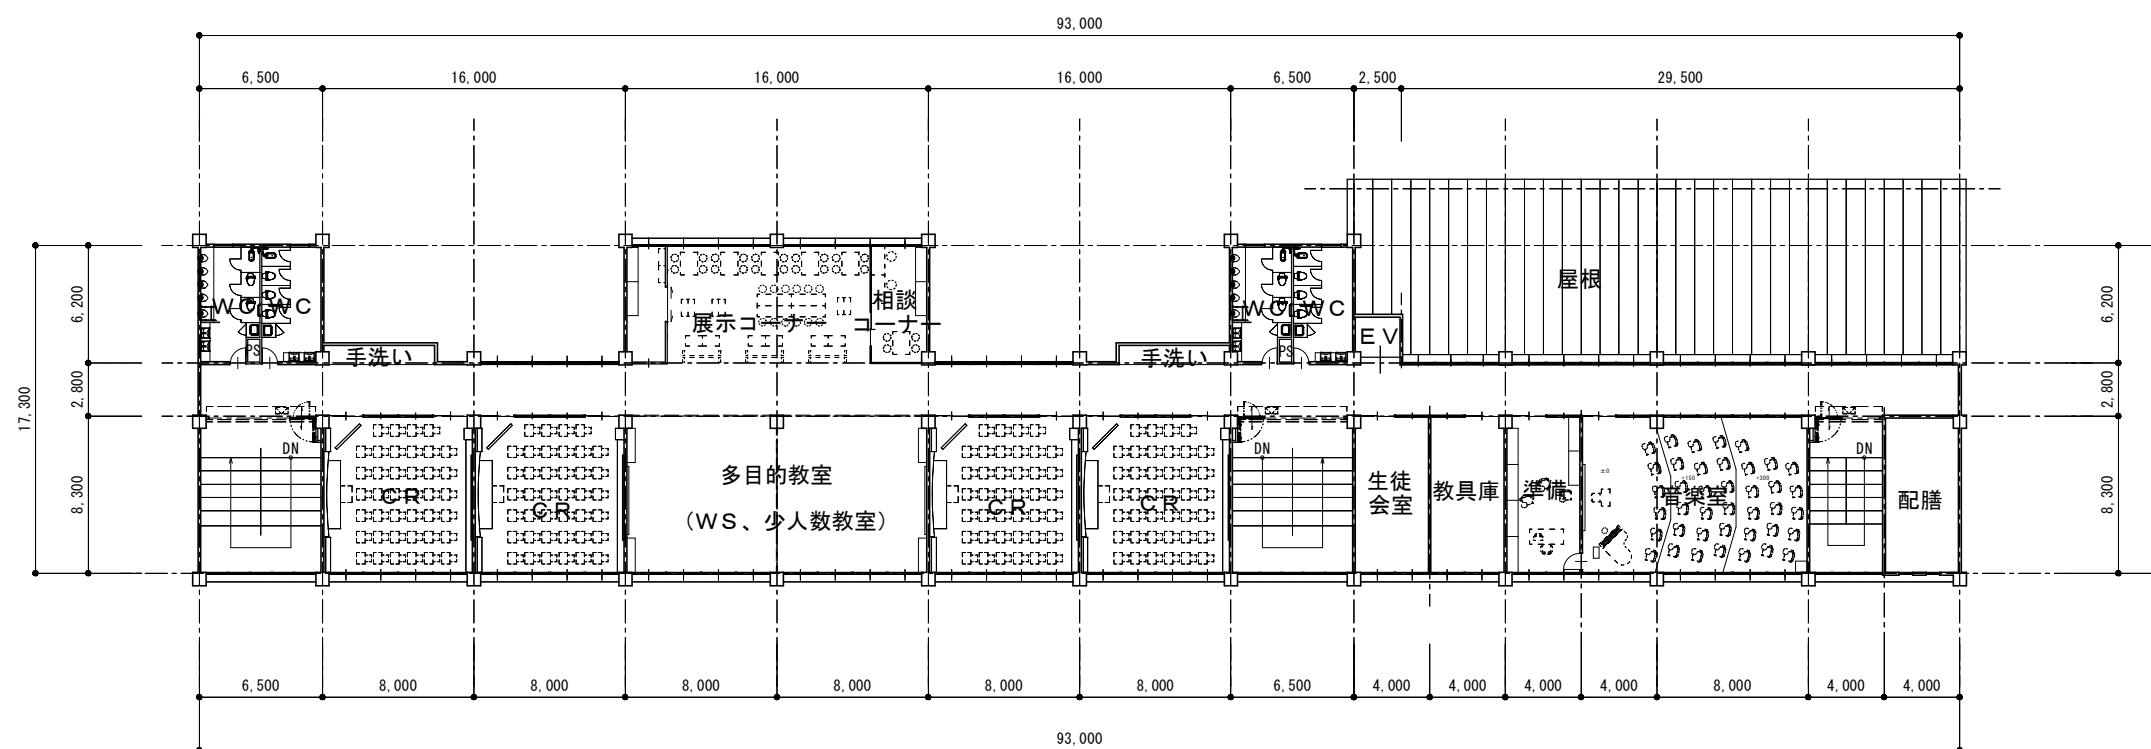 93,000
6,500 16,000 16,000 16,000 6,500 2,500 29,500
屋根
相談
コーナー
展示コーナー
WC WC
WC WC
EV
PS
PS
手洗い
手洗い
6,200
2,800
8,300
17,300
6,200
2,800
8,300
DN
DN
DN
CR
CR
多目的教室
(WS、少人数教室)
CR
CR
生徒
会室
教具庫
準備
音楽室
±0
+150
+300
配膳
6,500 8,000 8,000 8,000 8,000 8,000 8,000 6,500 4,000 4,000 4,000 4,000 8,000 4,000 4,000
93,000